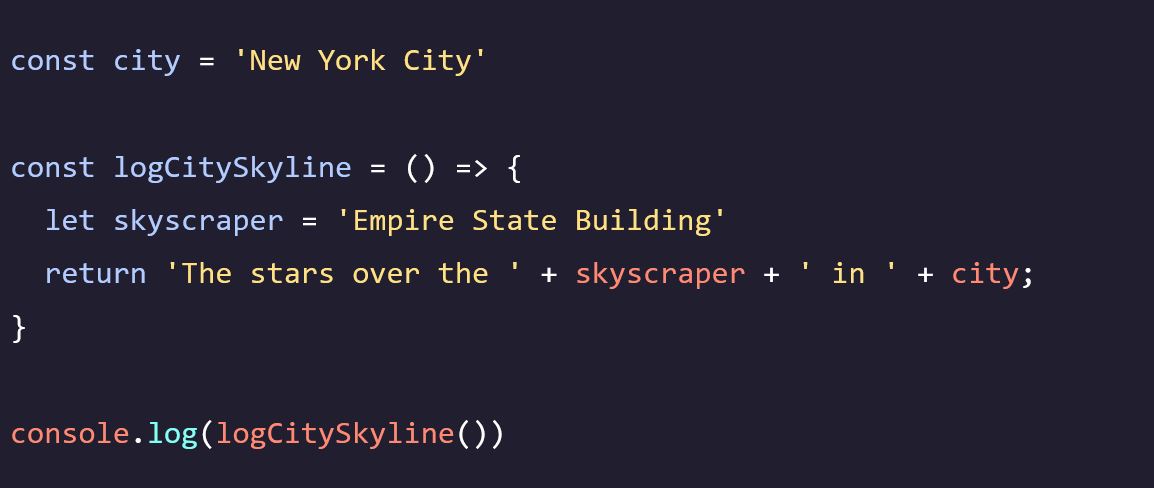 const city = 'New York City'
const logCitySkyline = () => {
  let skyscraper = 'Empire State Building'
  return 'The stars over the ' + skyscraper + ' in ' + city;
}
console.log(logCitySkyline())